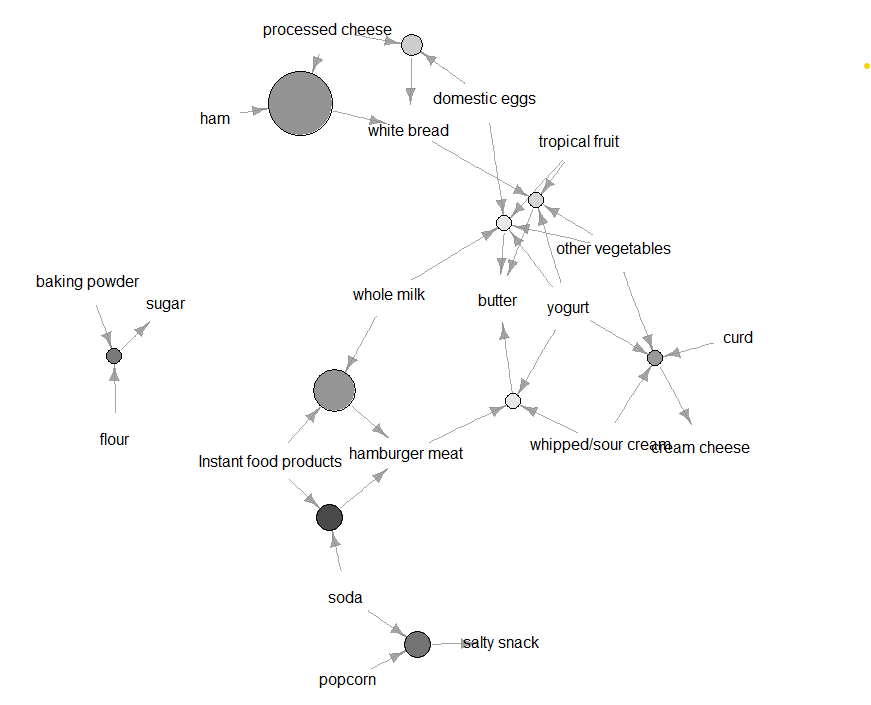 processed cheese
domestic eggs
ham
white bread
tropical fruit
other vegetables
baking powder
sugar
whole milk
butter
yogurt
curd
flour
Instant food products
hamburger meat
whipped/sour cream
cream cheese
soda
salty snack
popcorn